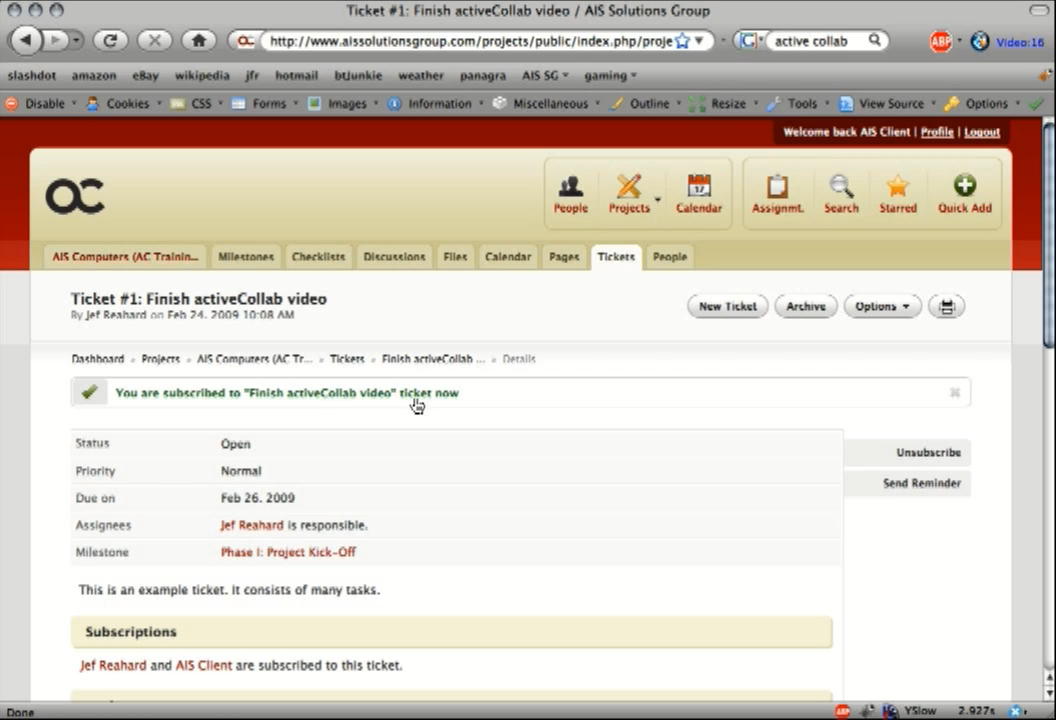 Ticket #1: Finish activeCollab video / AIS Solutions Group
http://www.aissolutionsgroup.com/projects/public/index.php/proje
active collab
ABP
Video:16
slashdot amazon eBay wikipedia jfr hotmail btJunkie weather panagra AIS SG gaming
Disable Cookies CSS Forms Images Information Miscellaneous Outline Resize Tools View Source Options
Welcome back AIS Client | Profile | Logout
ac
People Projects Calendar Assignmt. Search Starred Quick Add
AIS Computers (AC Trainin... Milestones Checklists Discussions Files Calendar Pages Tickets People
Ticket #1: Finish activeCollab video
New Ticket Archive Options
By Jef Reahard on Feb 24. 2009 10:08 AM
Dashboard » Projects » AIS Computers (AC Tr... » Tickets » Finish activeCollab ... » Details
You are subscribed to "Finish activeCollab video" ticket now
Status Open
Unsubscribe
Priority Normal
Send Reminder
Due on Feb 26. 2009
Assignees Jef Reahard is responsible.
Milestone Phase I: Project Kick-Off
This is an example ticket. It consists of many tasks.
Subscriptions
Jef Reahard and AIS Client are subscribed to this ticket.
Done
ABP YSlow 2.927s